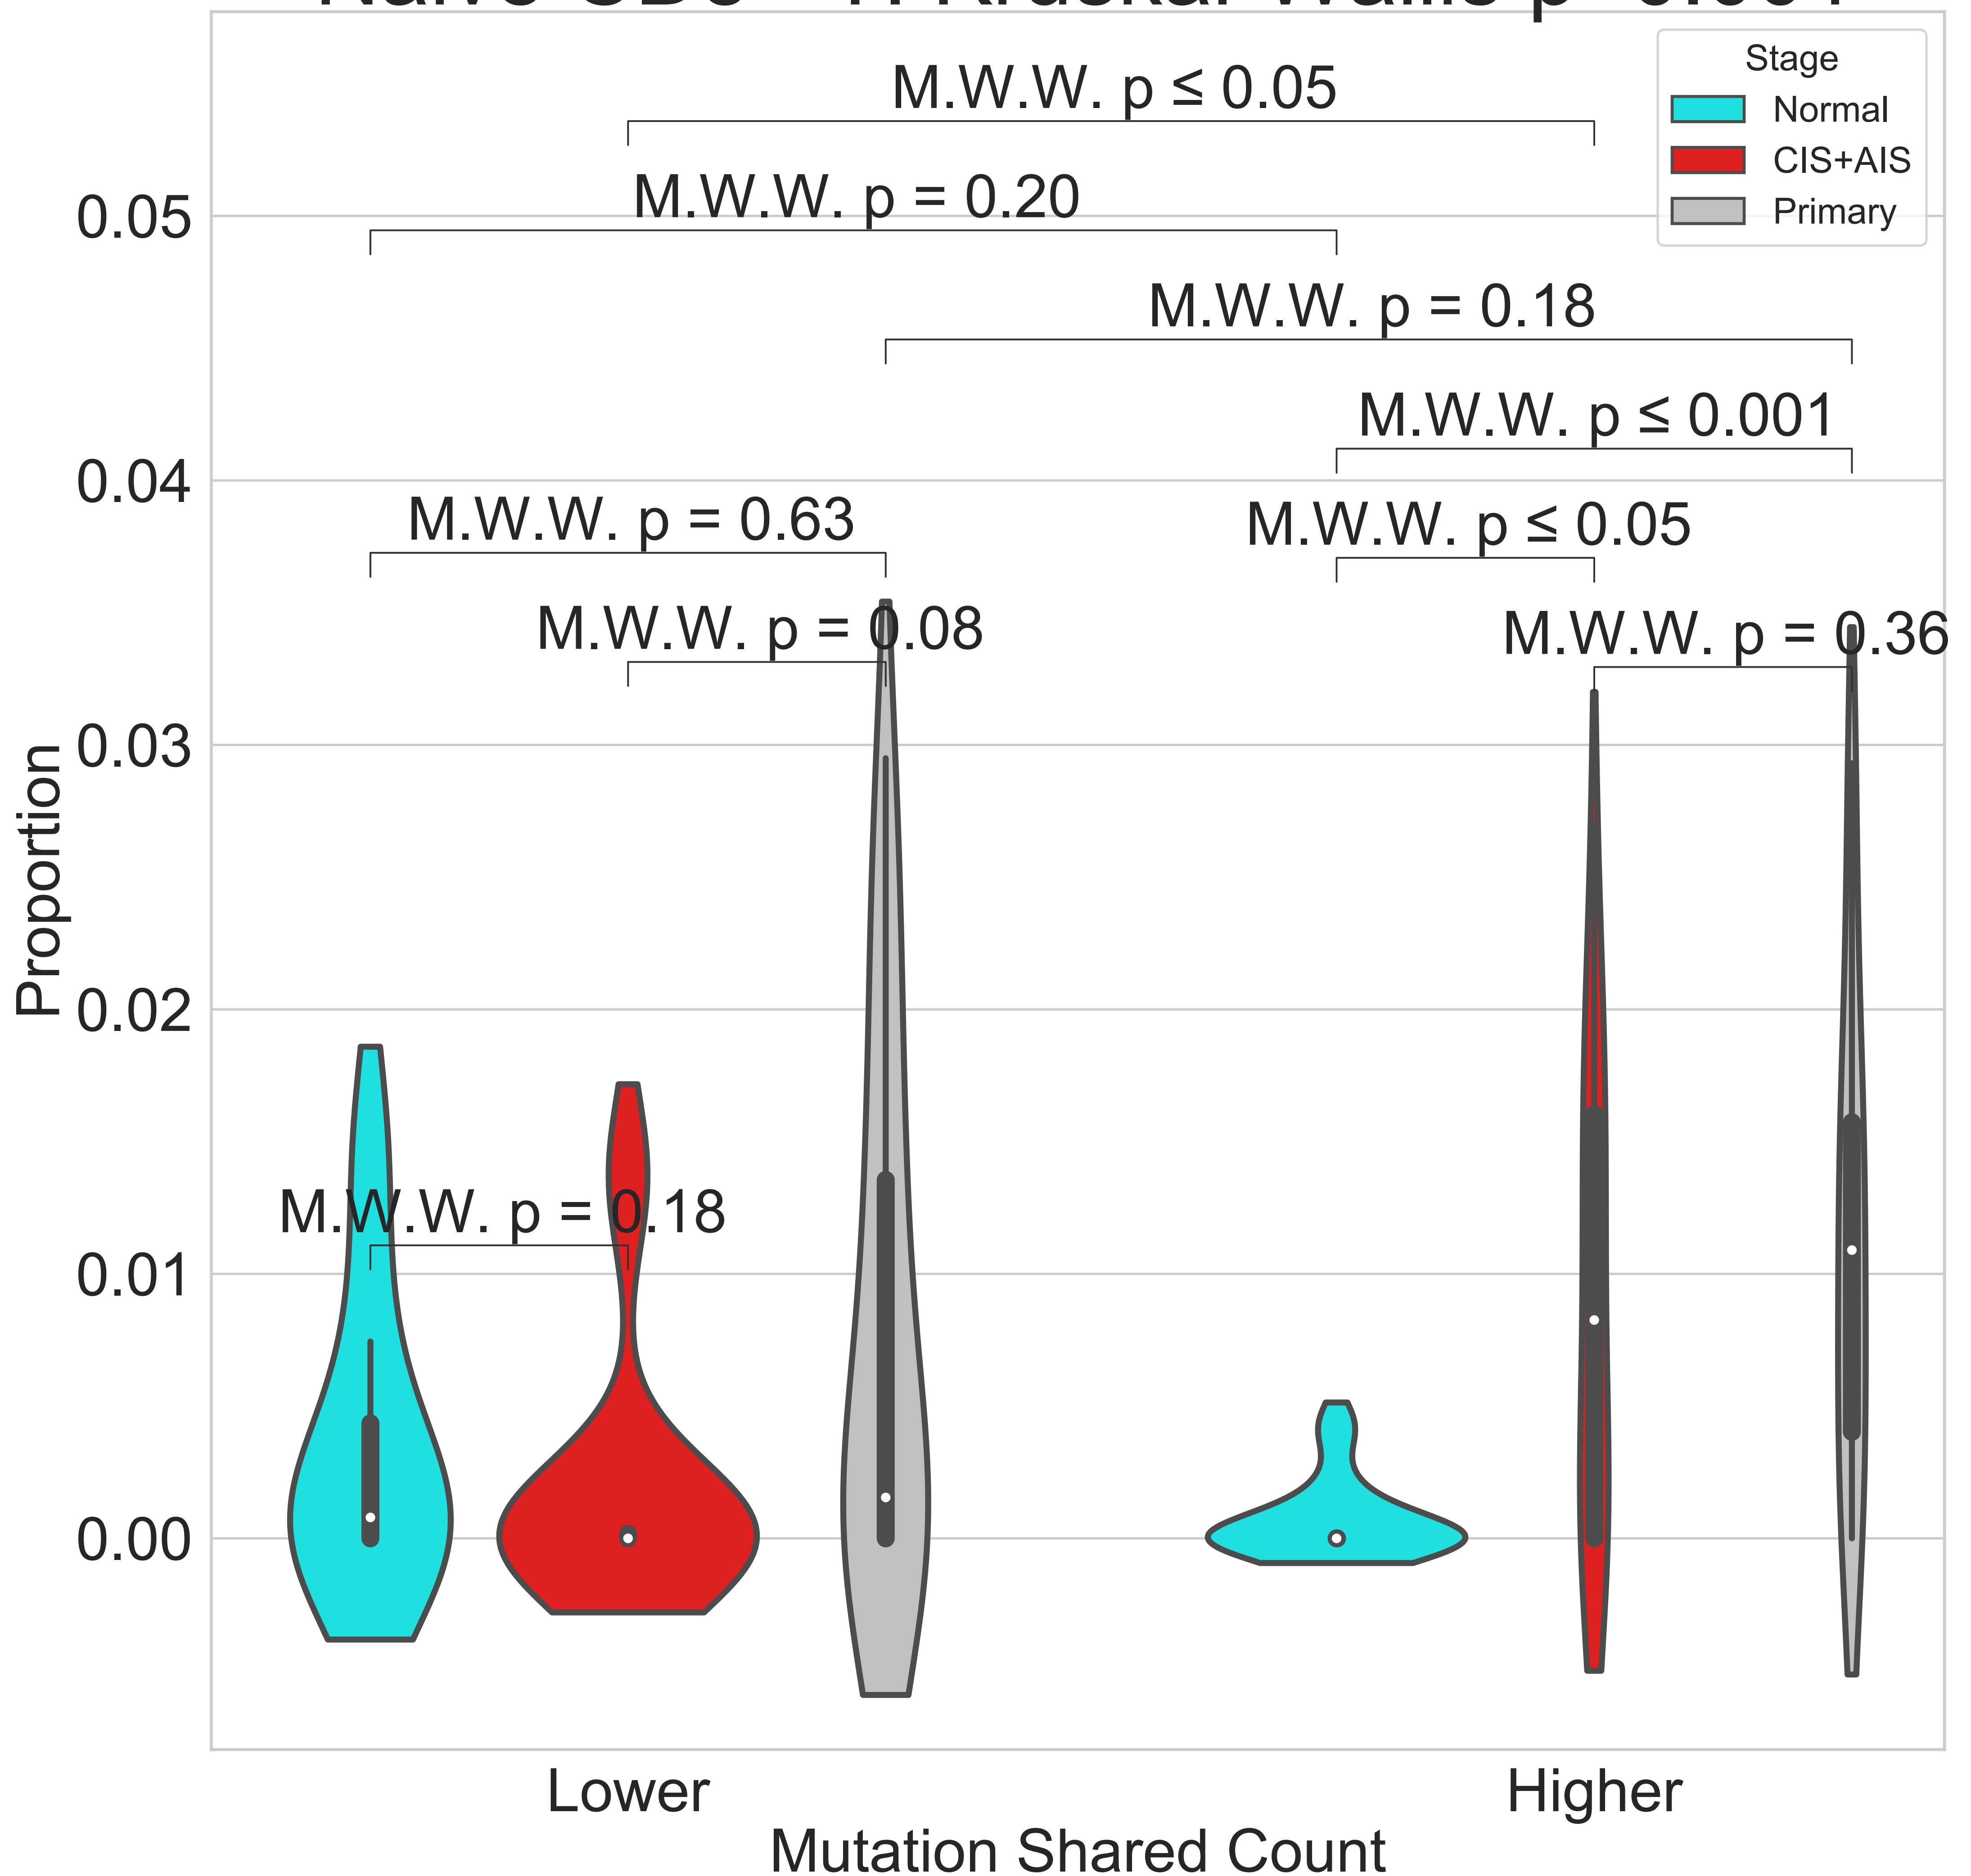 M.W.W. p ≤ 0.05
M.W.W. p = 0.20
M.W.W. p = 0.18
M.W.W. p ≤ 0.001
M.W.W. p = 0.63
M.W.W. p ≤ 0.05
M.W.W. p = 0.08
M.W.W. p = 0.36
M.W.W. p = 0.18
Stage
Normal
CIS+AIS
Primary
Proportion
0.05
0.04
0.03
0.02
0.01
0.00
Lower
Higher
Mutation Shared Count